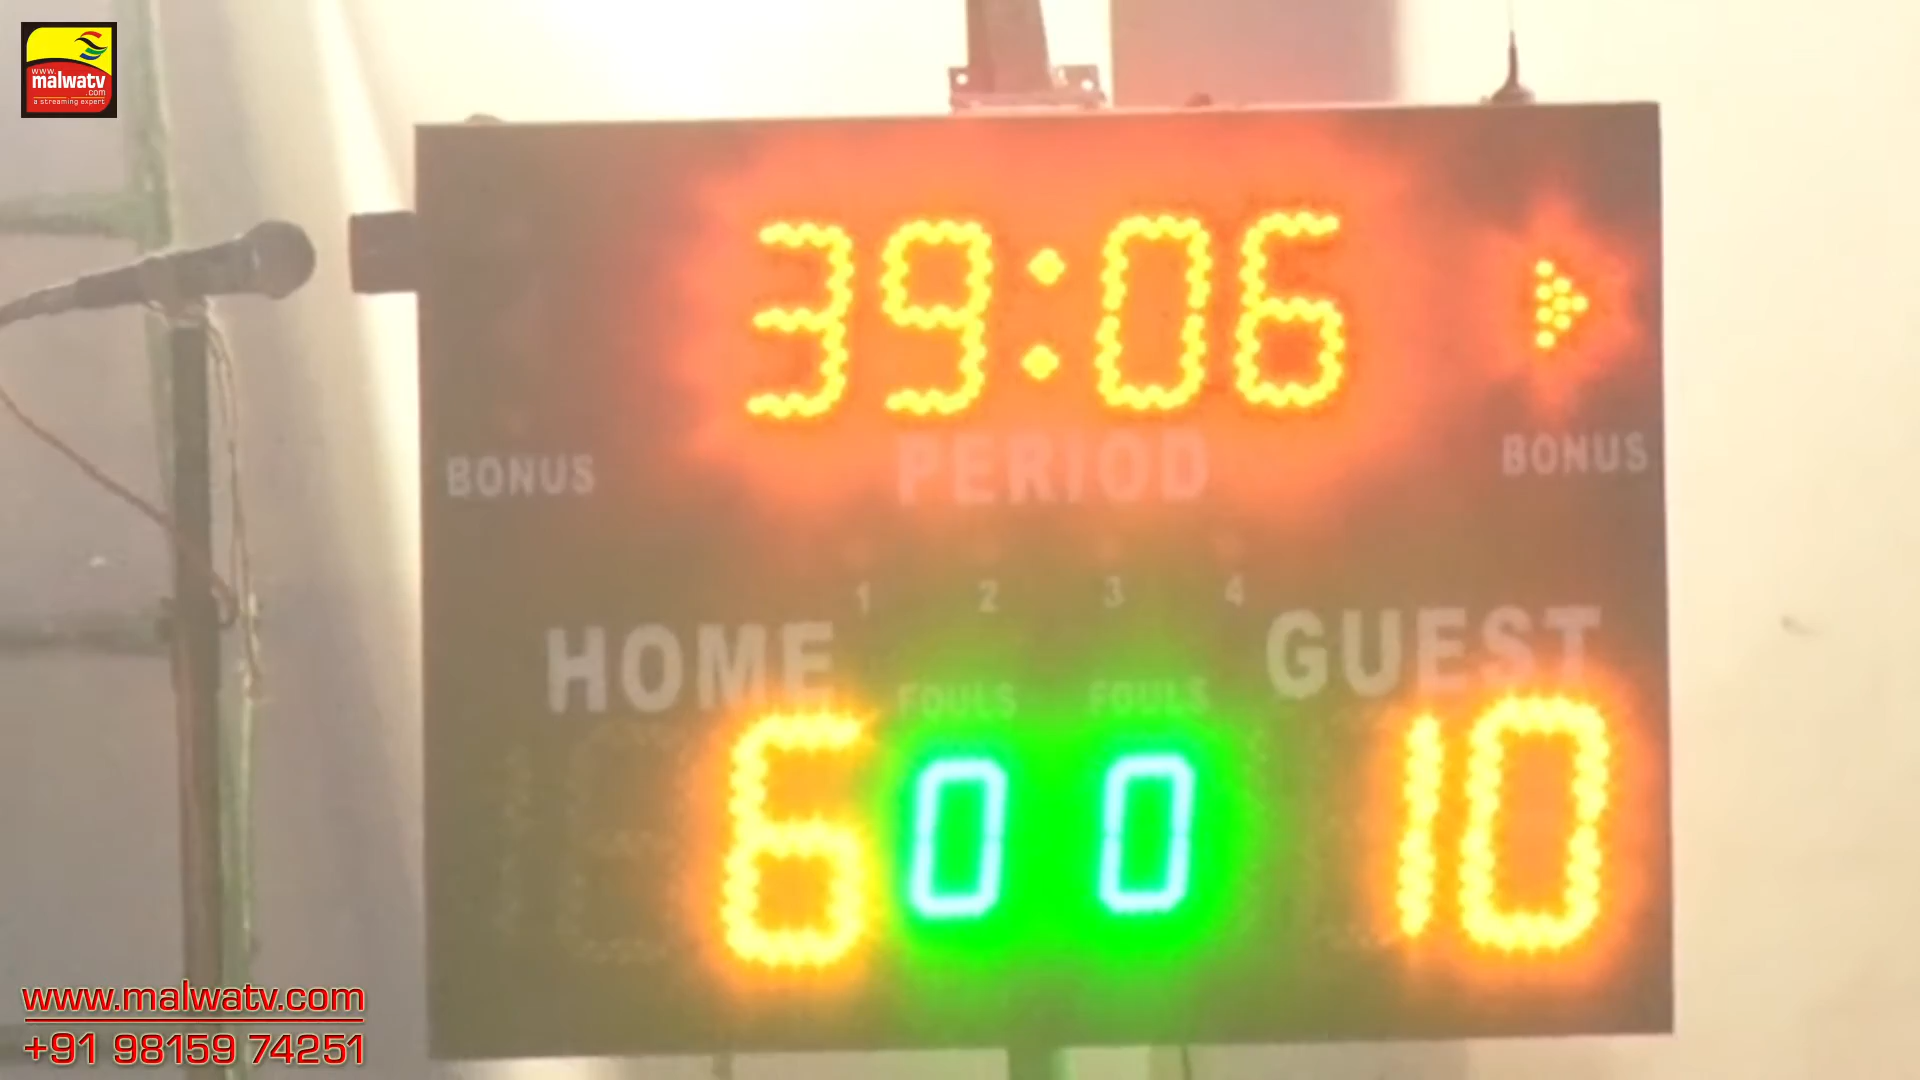 www.
malwatv
.com
a streaming expert
39:06
BONUS PERIOD BONUS
1 2 3 4
HOME GUEST
FOULS FOULS
6 0 0 10
www.malwatv.com
+91 98159 74251